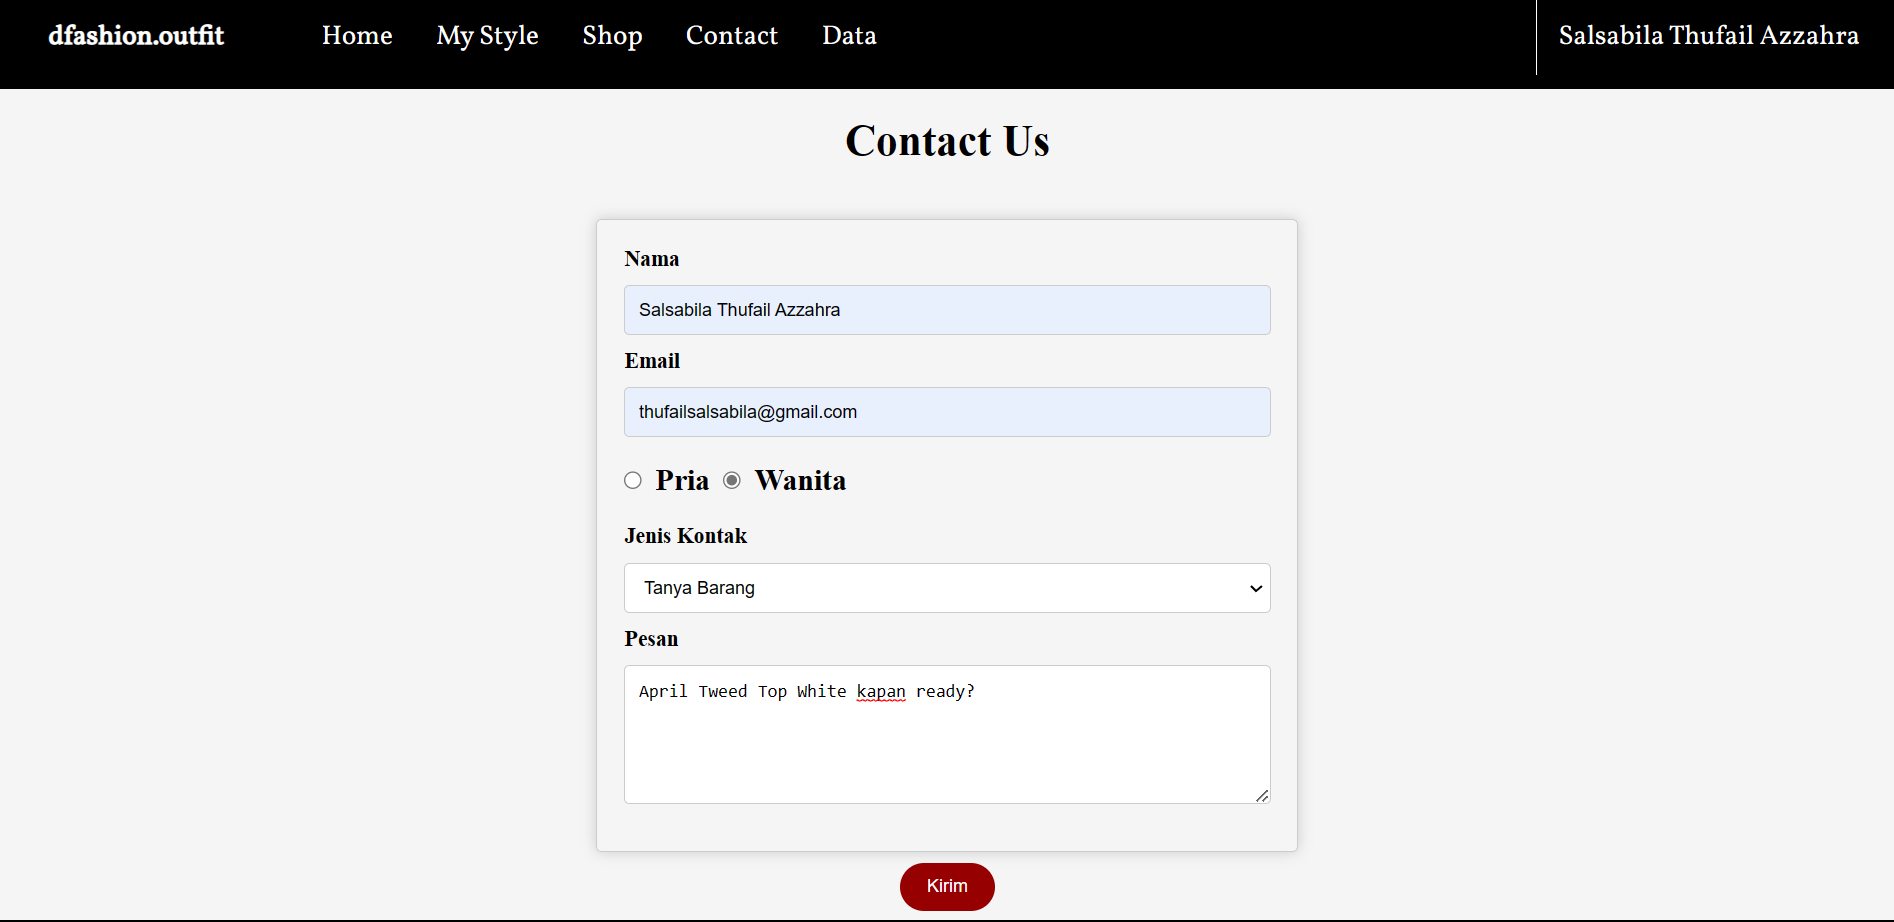 dfashion.outfit Home My Style Shop Contact Data Salsabila Thufail Azzahra
Contact Us
Nama
Salsabila Thufail Azzahra
Email
thufailsalsabila@gmail.com
Pria Wanita
Jenis Kontak
Tanya Barang
Pesan
April Tweed Top White kapan ready?
Kirim